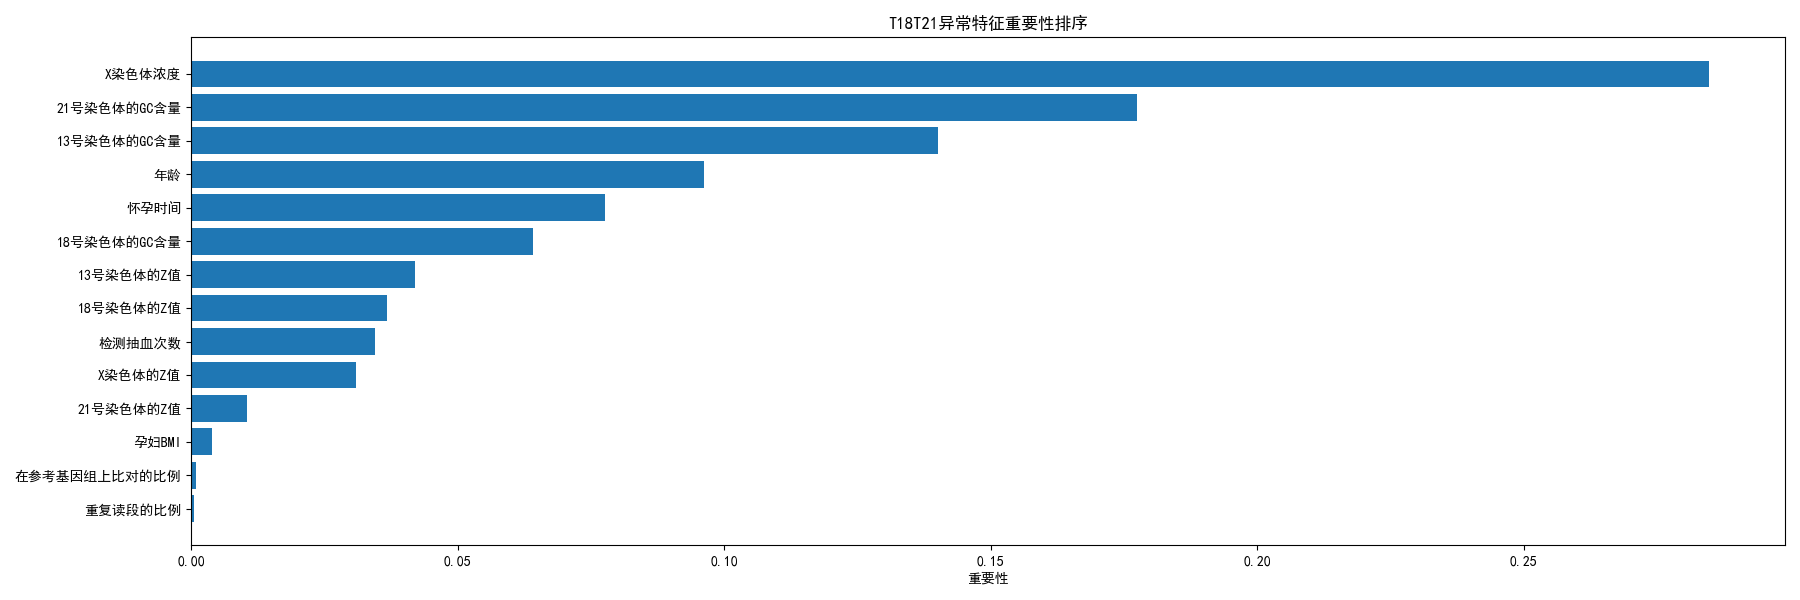 T18T21异常特征重要性排序
X染色体浓度
21号染色体的GC含量
13号染色体的GC含量
年龄
怀孕时间
18号染色体的GC含量
13号染色体的Z值
18号染色体的Z值
检测抽血次数
X染色体的Z值
21号染色体的Z值
孕妇BMI
在参考基因组上比对的比例
重复读段的比例
0.00 0.05 0.10 0.15 0.20 0.25
重要性